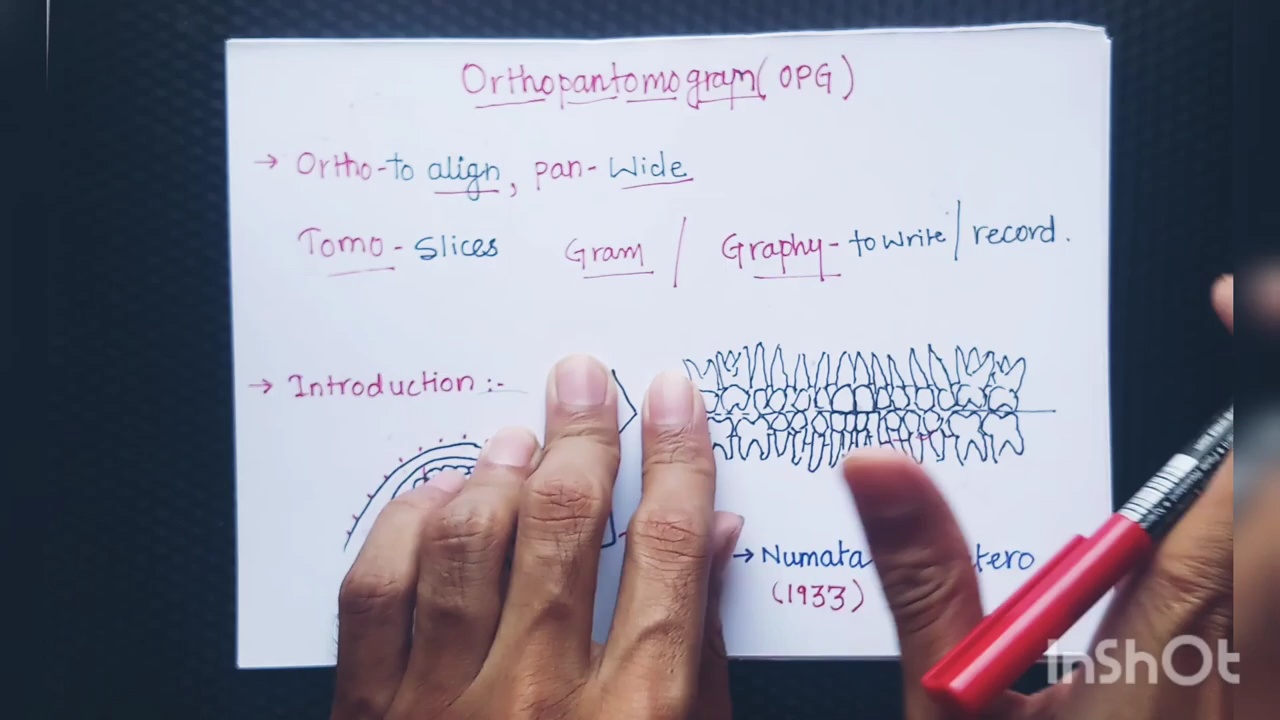 Orthopantomogram (OPG)
→ Ortho-to align, pan- Wide
Tomo - Slices Gram / Graphy- to write / record.
→ Introduction :-
→ Numata
(1933)
InShOt